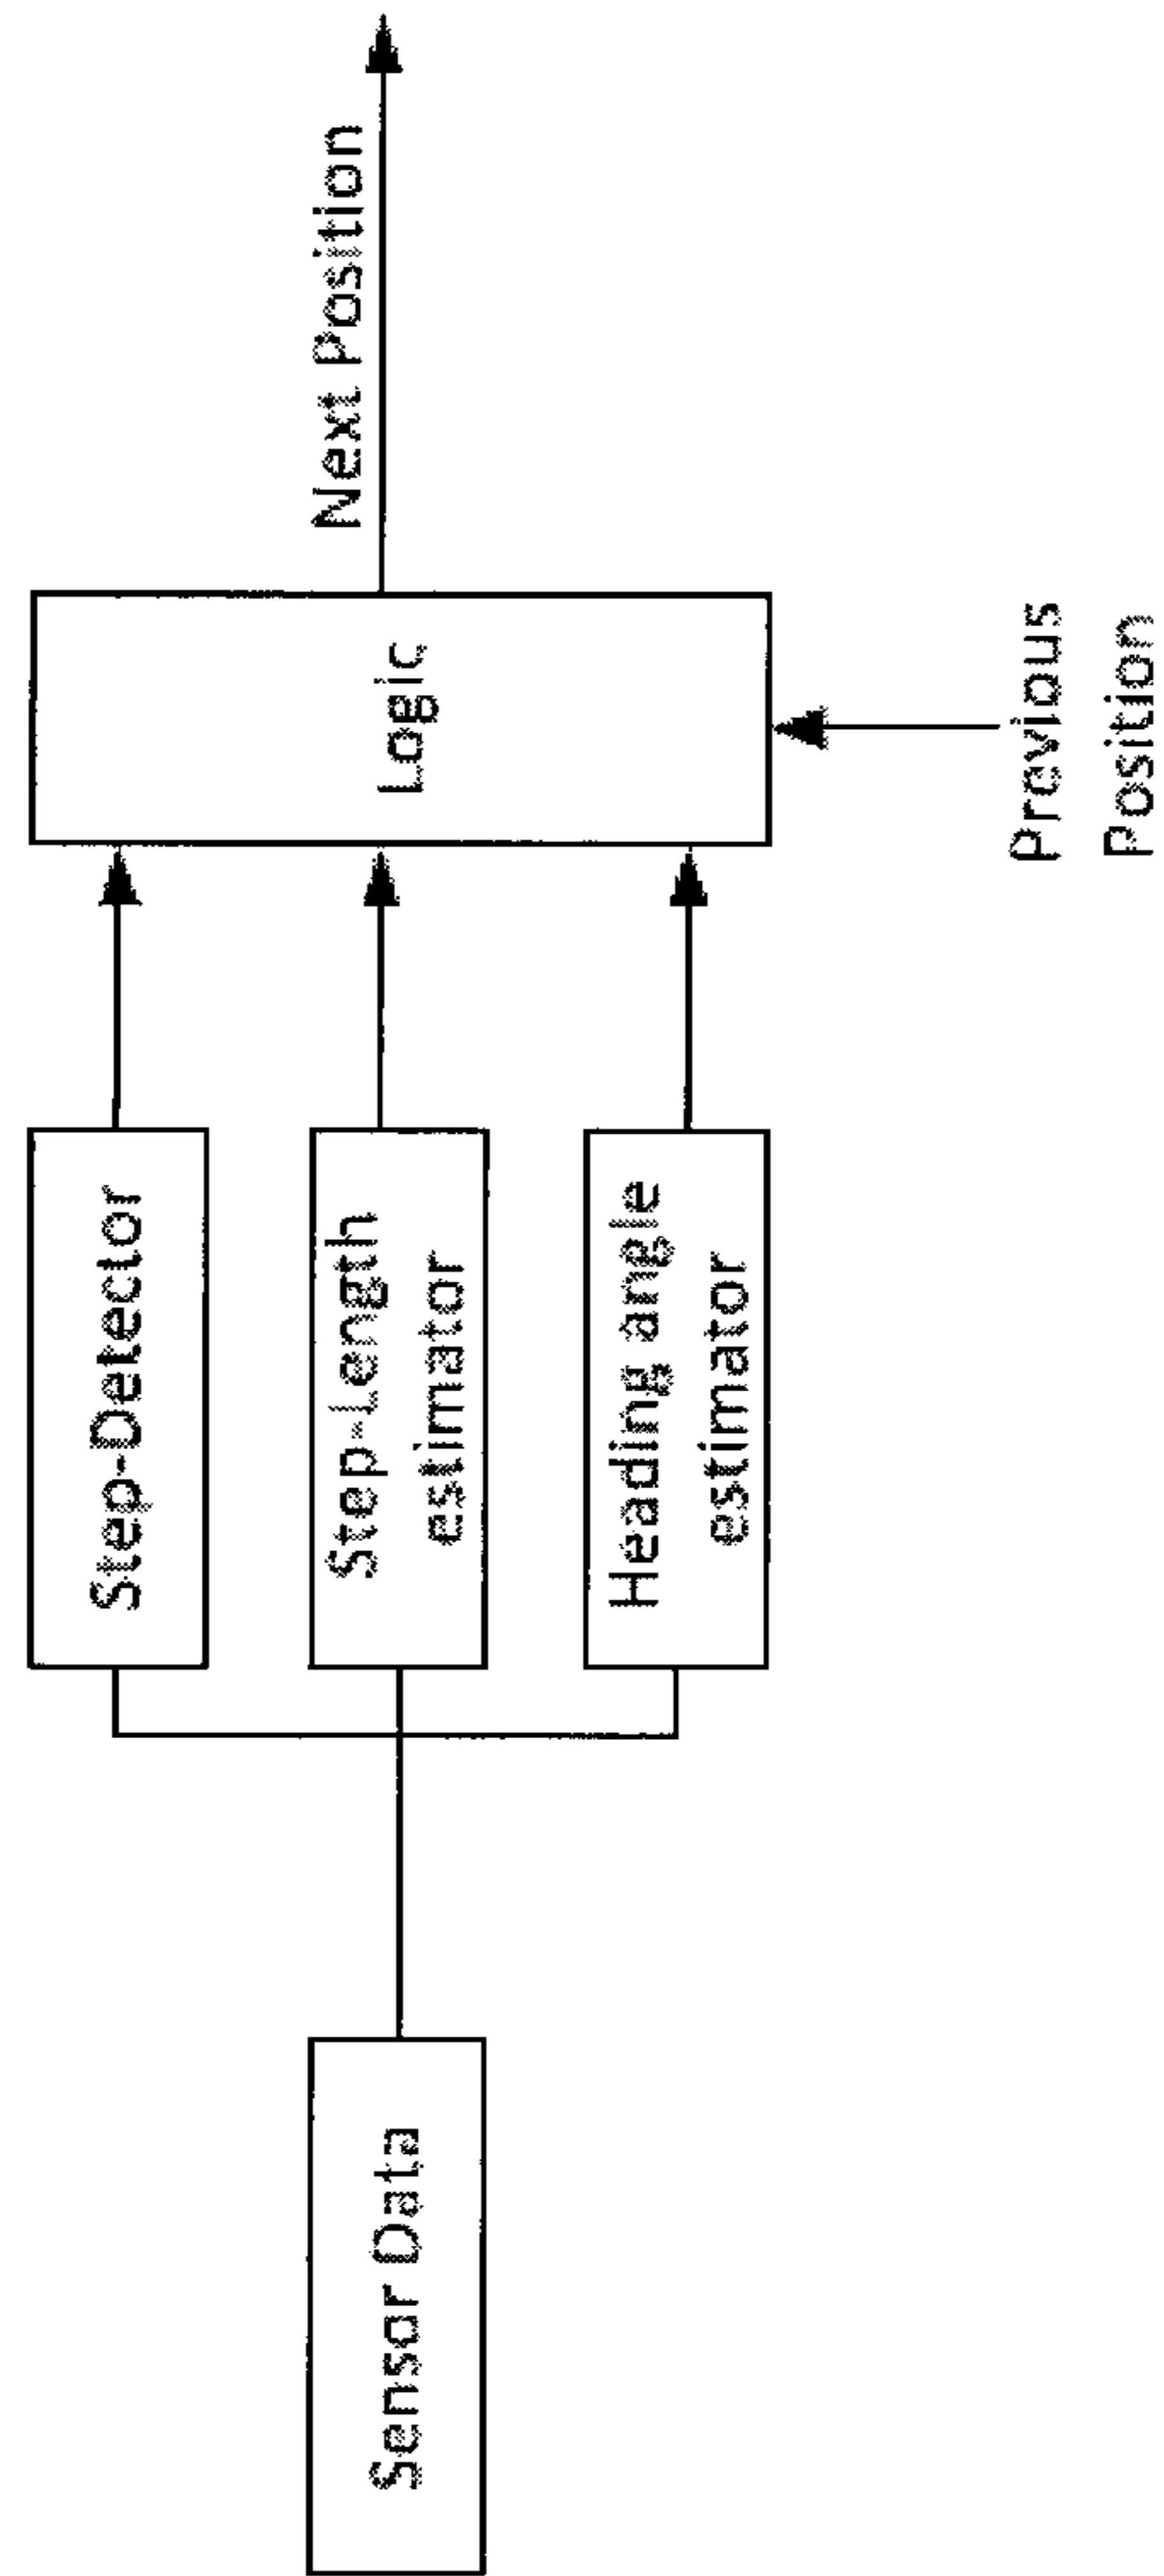 Sensor Data
Step-Detector
Step-Length
estimator
Heading angle
estimator
Logic
Next Position
Previous
Position